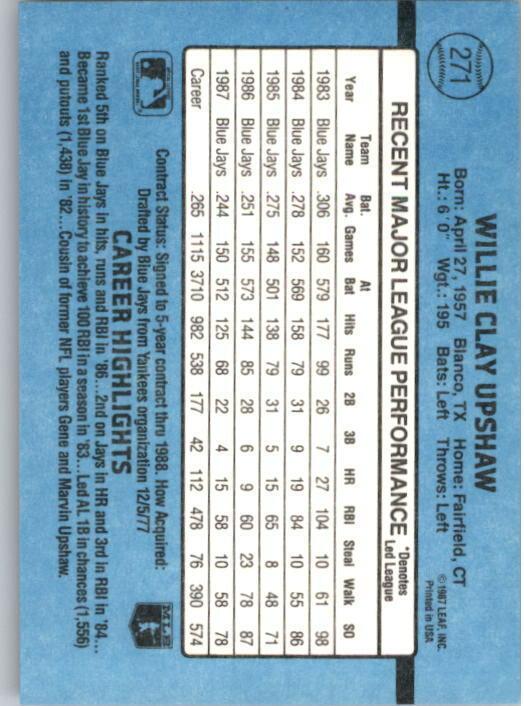 271
WILLIE CLAY UPSHAW
Born: April 27, 1957 Blanco, TX Home: Fairfield, CT
Ht.: 6'0" Wgt.: 195 Bats: Left Throws: Left
©1987 LEAF, INC.
Printed in USA
RECENT MAJOR LEAGUE PERFORMANCE *Denotes
Led League
Year Team Name Bat. Avg. Games At Bat Hits Runs 2B 3B HR RBI Steal Walk SO
1983 Blue Jays .306 160 579 177 99 26 7 27 104 10 61 98
1984 Blue Jays .278 152 569 158 79 31 9 19 84 10 55 86
1985 Blue Jays .275 148 501 138 79 31 5 15 65 8 48 71
1986 Blue Jays .251 155 573 144 85 28 6 9 60 23 78 87
1987 Blue Jays .244 150 512 125 68 22 4 15 58 10 58 78
Career .265 1115 3710 982 538 177 42 112 478 76 390 574
Contract Status: Signed to 5-year contract thru 1988. How Acquired:
Drafted by Blue Jays from Yankees organization 12/5/77
CAREER HIGHLIGHTS
MLB
Ranked 5th on Blue Jays in hits, runs and RBI in '86...2nd on Jays in HR and 3rd in RBI in '84...
Became 1st Blue Jay in history to achieve 100 RBI in a season in '83...Led AL 1B in chances (1,556)
and putouts (1,438) in '82...Cousin of former NFL players Gene and Marvin Upshaw.